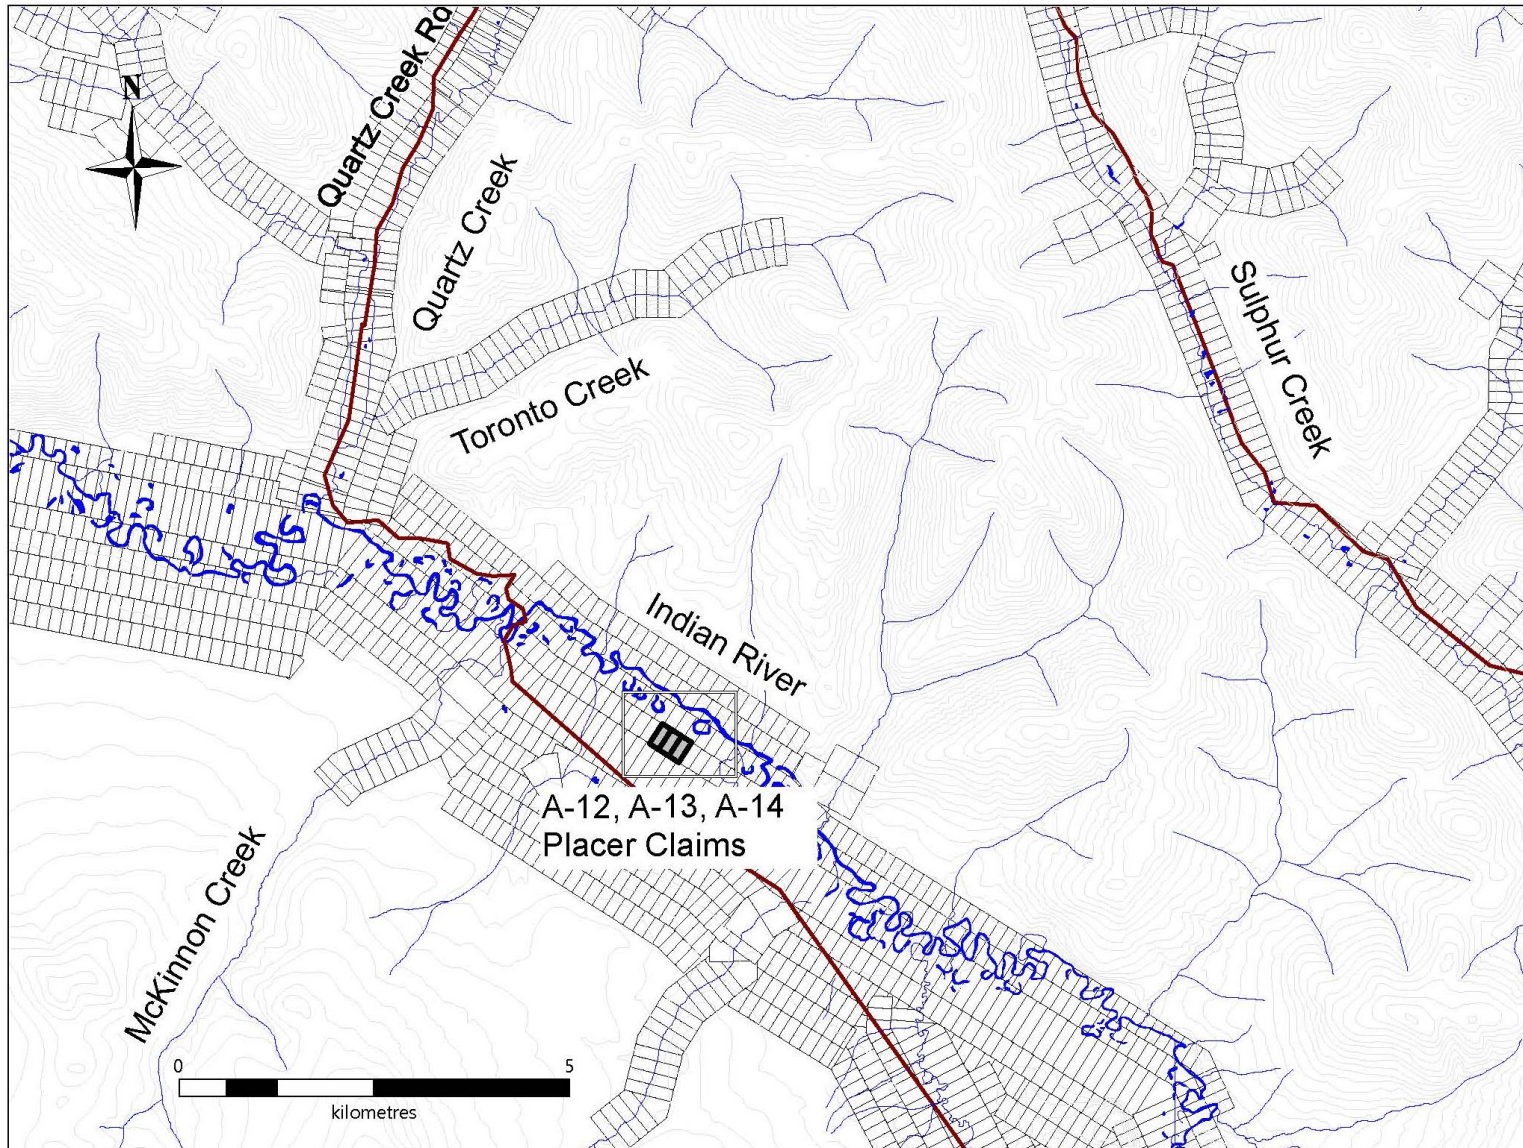 N
Quartz Creek Rd
Quartz Creek
Toronto Creek
Sulphur Creek
Indian River
A-12, A-13, A-14
Placer Claims
McKinnon Creek
0 5
kilometres